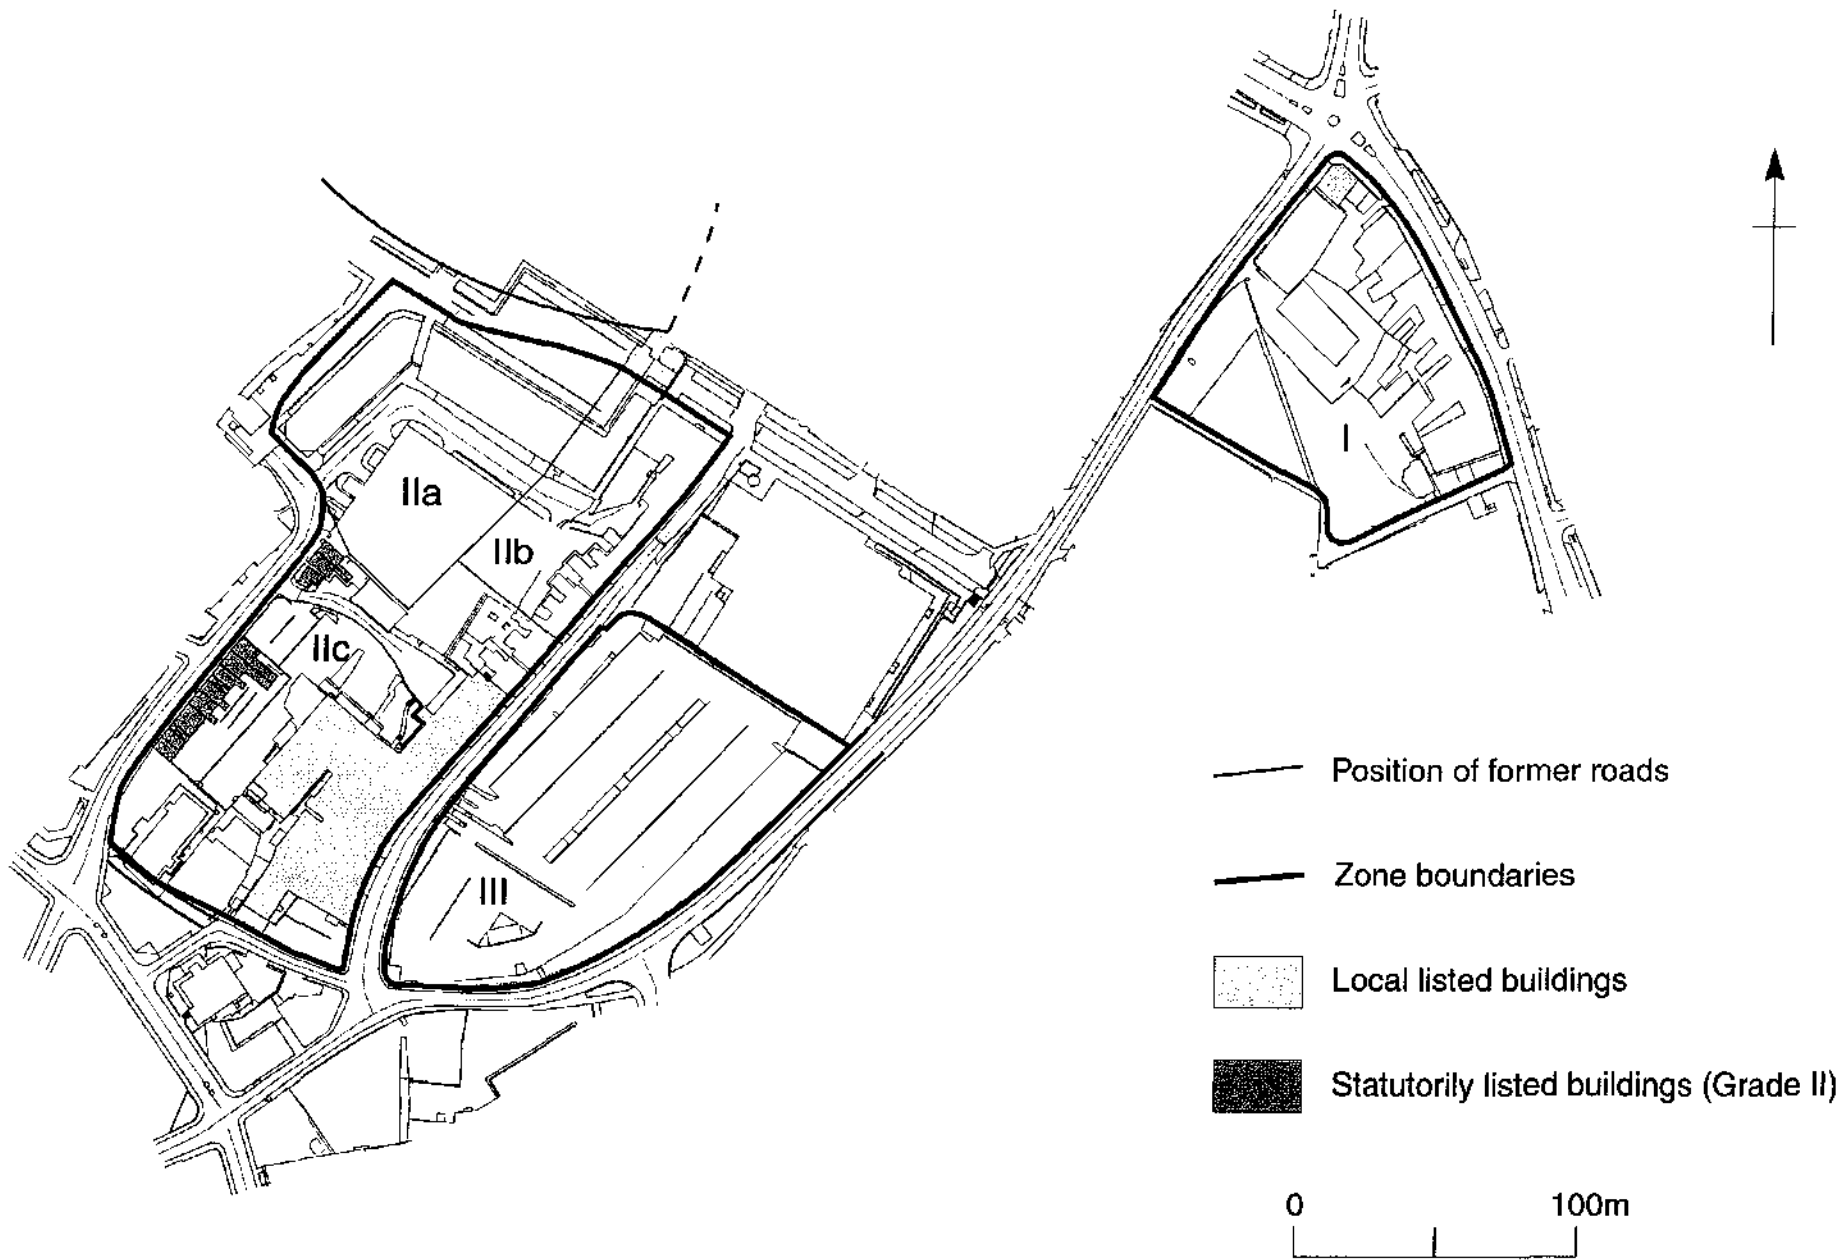 I
IIa
IIb
IIc
III
Position of former roads
Zone boundaries
Local listed buildings
Statutorily listed buildings (Grade II)
0 100m